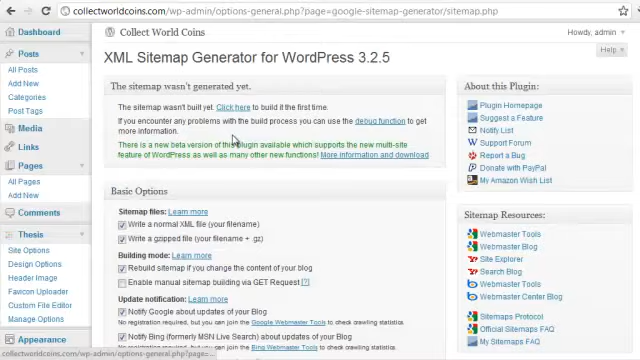 collectworldcoins.com/wp-admin/options-general.php?page=google-sitemap-generator/sitemap.php
Dashboard
Posts
All Posts
Add New
Categories
Post Tags
Media
Links
Pages
All Pages
Add New
Comments
Thesis
Site Options
Design Options
Header Image
Favicon Uploader
Custom File Editor
Manage Options
Appearance
collectworldcoins.com/wp-admin/options-general.php?page=...
Collect World Coins
Howdy, admin
Help
XML Sitemap Generator for WordPress 3.2.5
The sitemap wasn't generated yet.
The sitemap wasn't built yet. Click here to build it the first time.
If you encounter any problems with the build process you can use the debug function to get
more information.
There is a new beta version of this plugin available which supports the new multi-site
feature of WordPress as well as many other new functions! More information and download
Basic Options
Sitemap files: Learn more
Write a normal XML file (your filename)
Write a gzipped file (your filename + .gz)
Building mode: Learn more
Rebuild sitemap if you change the content of your blog
Enable manual sitemap building via GET Request [?]
Update notification: Learn more
Notify Google about updates of your Blog
No registration required, but you can join the Google Webmaster Tools to check crawling statistics.
Notify Bing (formerly MSN Live Search) about updates of your Blog
No registration required, but you can join the Bing Webmaster Tools to check crawling statistics.
About this Plugin:
Plugin Homepage
Suggest a Feature
Notify List
Support Forum
Report a Bug
Donate with PayPal
My Amazon Wish List
Sitemap Resources:
Webmaster Tools
Webmaster Blog
Site Explorer
Search Blog
Webmaster Tools
Webmaster Center Blog
Sitemaps Protocol
Official Sitemaps FAQ
My Sitemaps FAQ